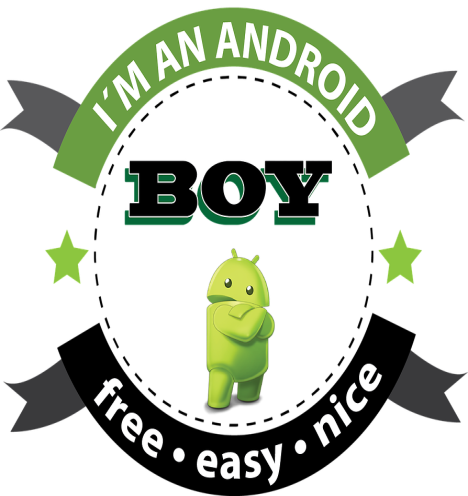 I´M AN ANDROID
BOY
free • easy • nice